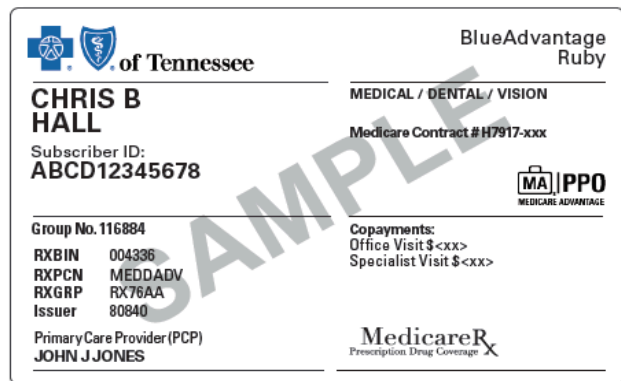 of Tennessee
BlueAdvantage
Ruby
CHRIS B
HALL
Subscriber ID:
ABCD12345678
MEDICAL / DENTAL / VISION
Medicare Contract # H7917-xxx
MA PPO
MEDICARE ADVANTAGE
Group No. 116884
RXBIN 004336
RXPCN MEDDADV
RXGRP RX76AA
Issuer 80840
Primary Care Provider (PCP)
JOHN J JONES
Copayments:
Office Visit $<xx>
Specialist Visit $<xx>
MedicareRx
Prescription Drug Coverage
SAMPLE